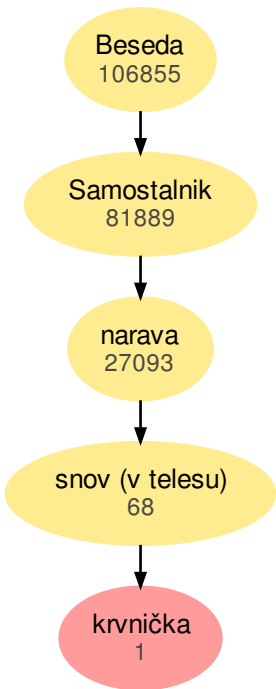 Beseda
106855
Samostalnik
81889
narava
27093
snov (v telesu)
68
krvnička
1